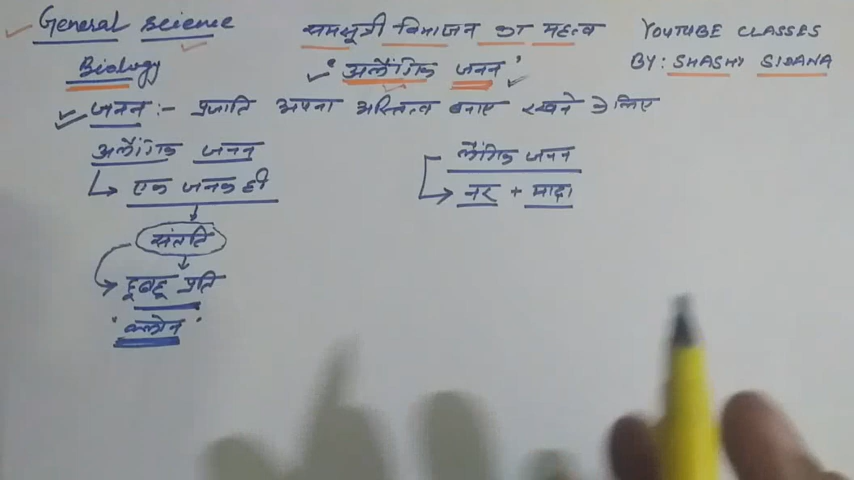 General Science
समसूत्री विभाजन का महत्व
YOUTUBE CLASSES
BY: SHASHI SIDANA
Biology
"अलैंगिक जनन"
जनन :- प्रजाति अपना अस्तित्व बनाए रखने के लिए
अलैंगिक जनन
एक जनक ही
संतति
हूबहू प्रति
"क्लोन"
लैंगिक जनन
नर + मादा